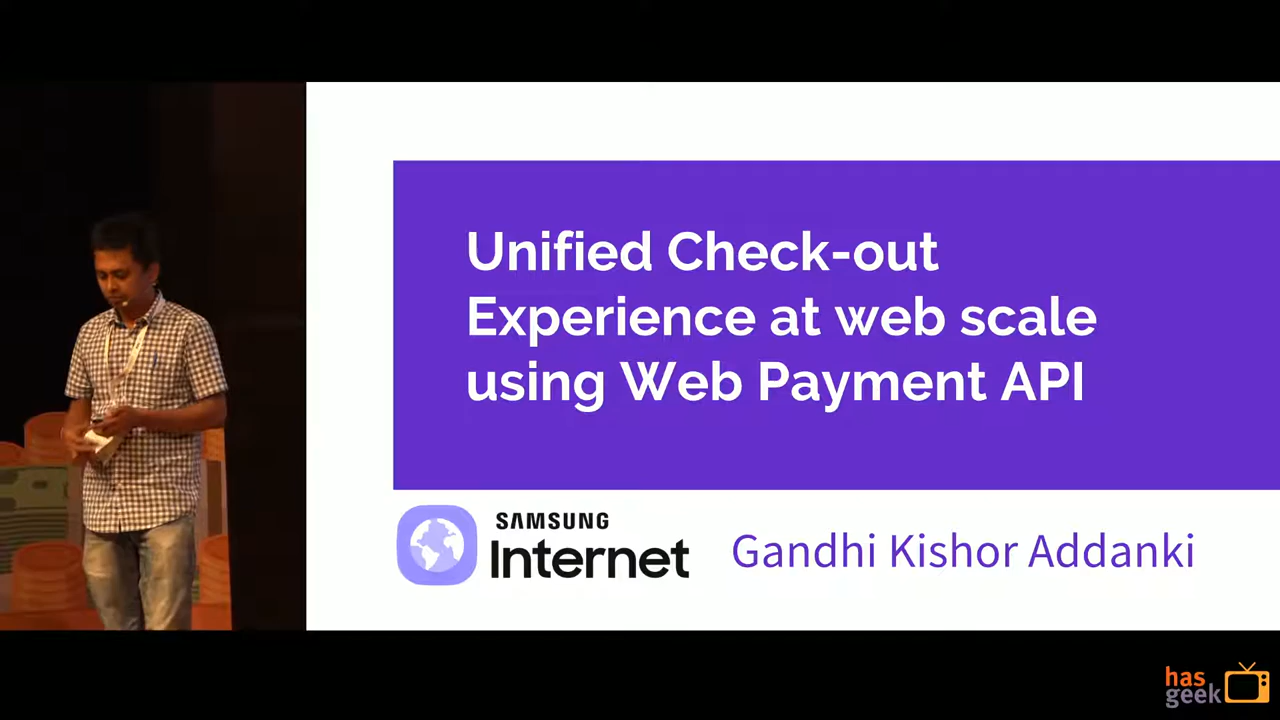 Unified Check-out
Experience at web scale
using Web Payment API
SAMSUNG
Internet
Gandhi Kishor Addanki
has
geek